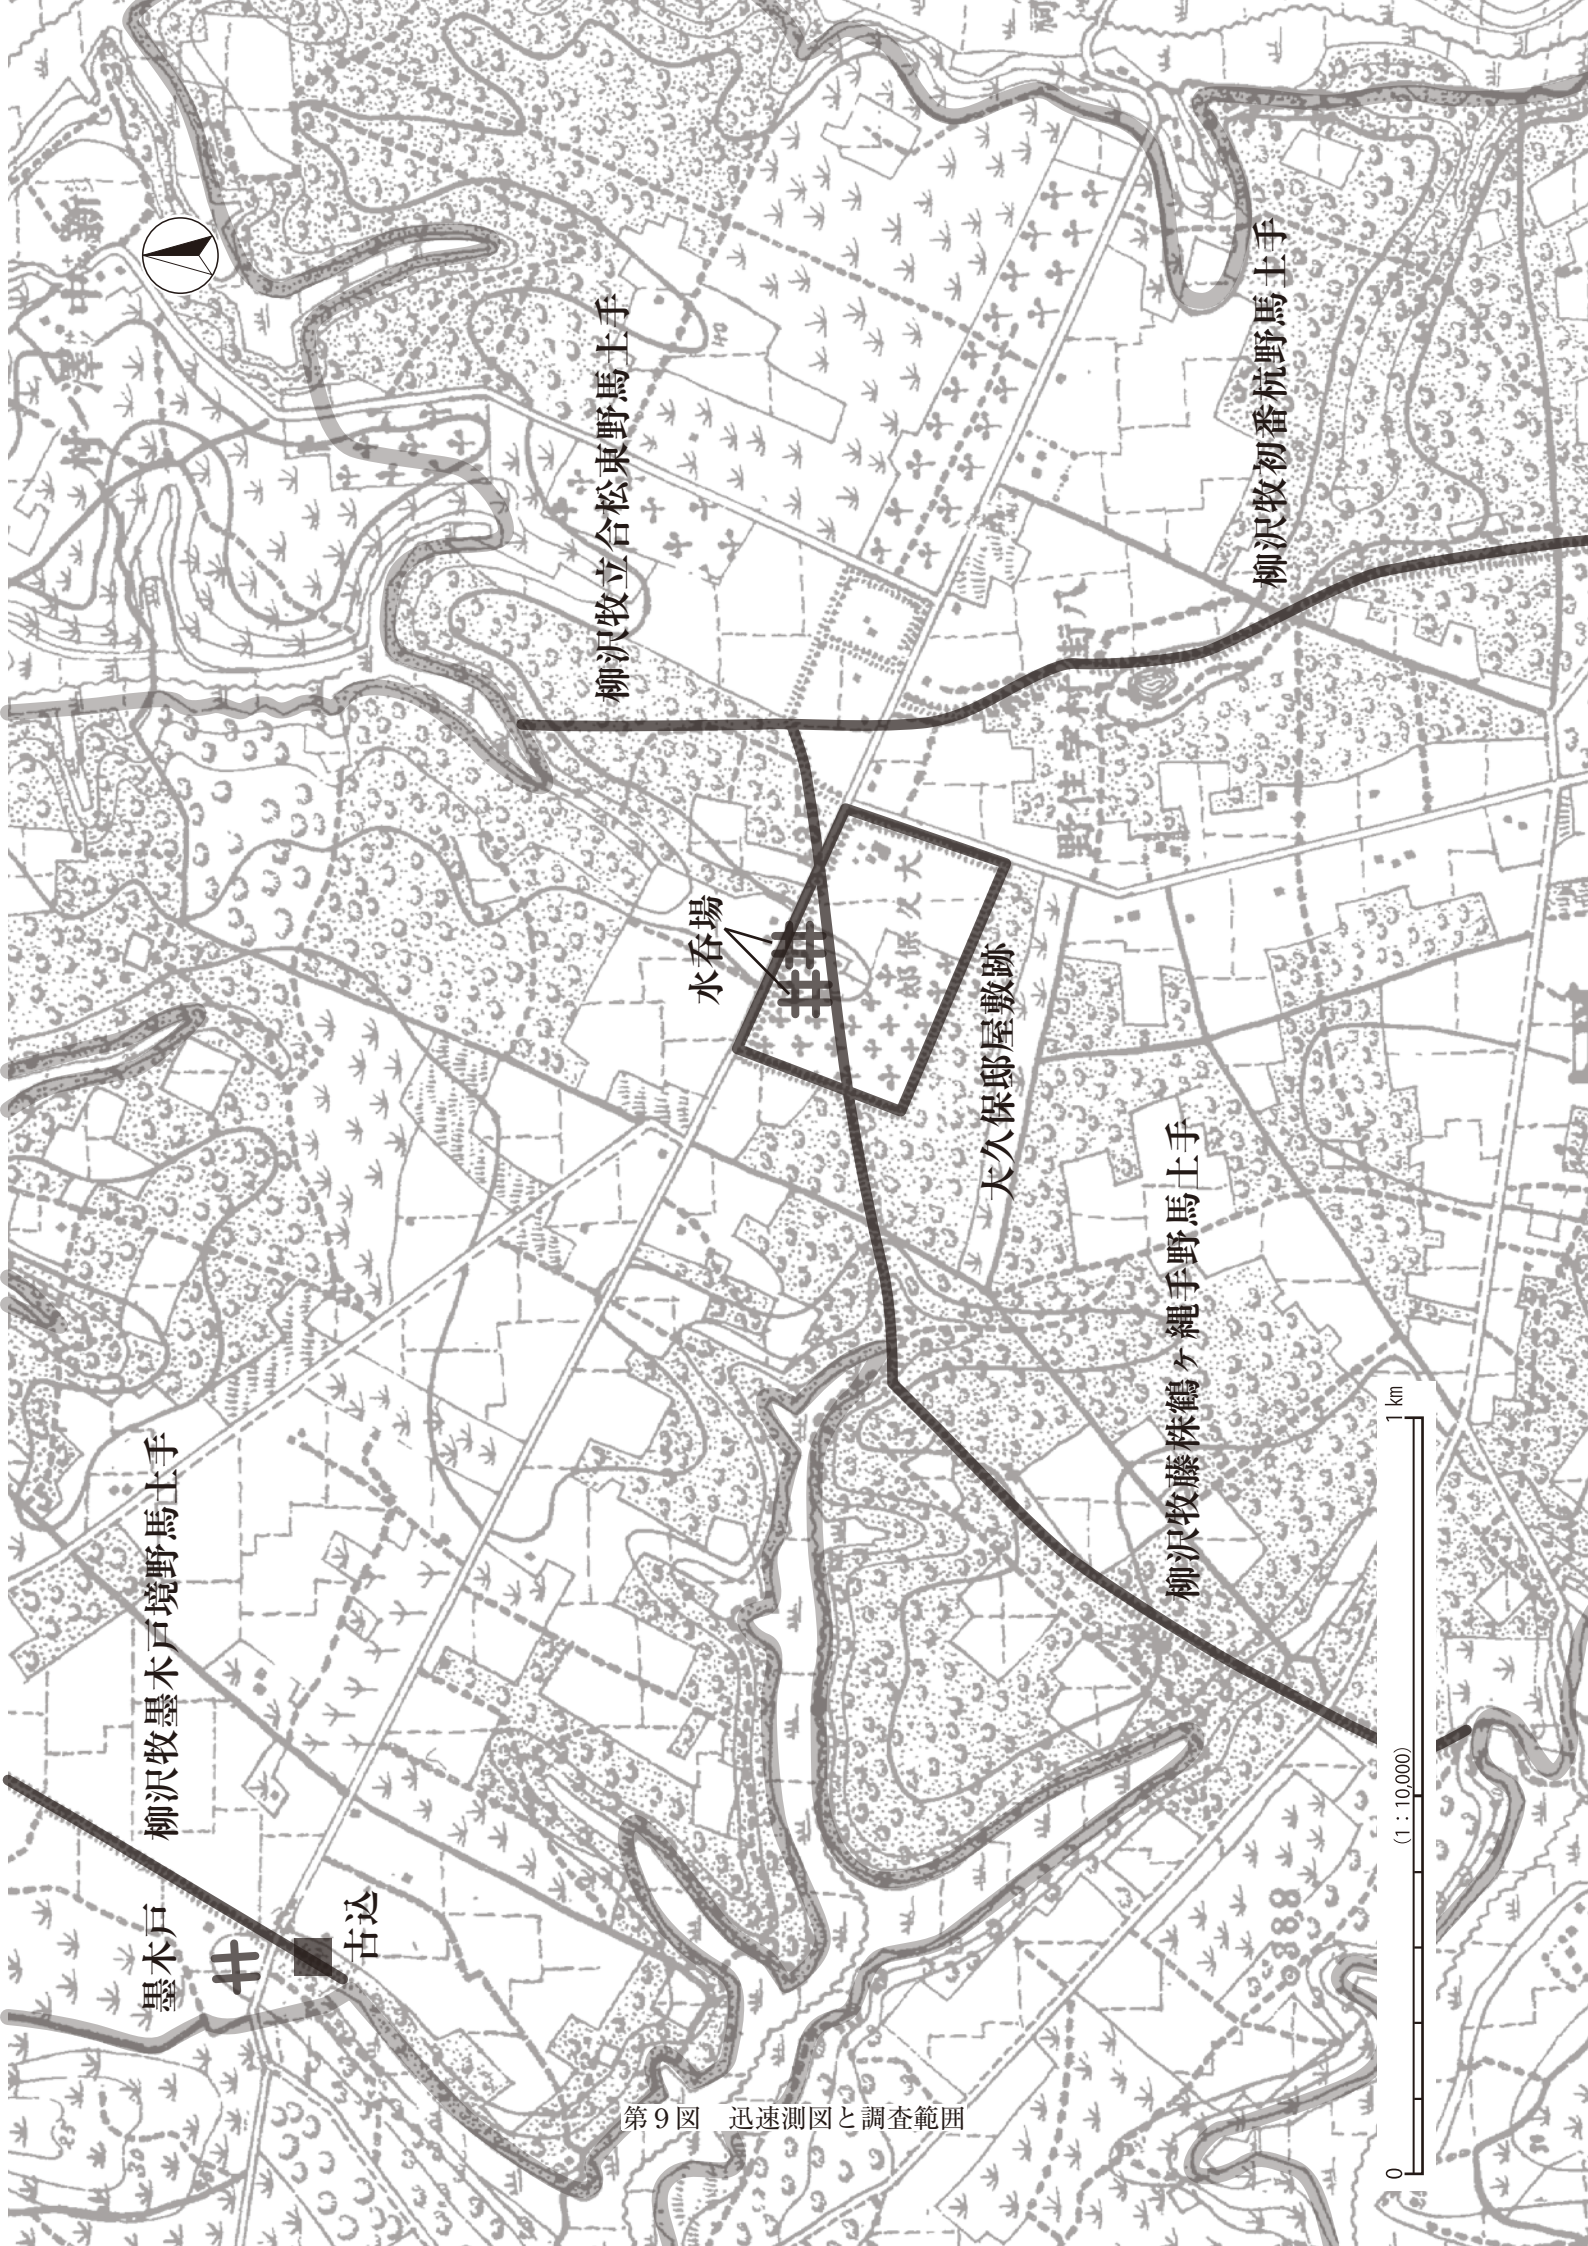 柳沢牧立合松東野馬土手
柳沢牧初番杭野馬土手
水呑場
大久保邸屋敷跡
大久保邸
柳沢牧墨木戸境野馬土手
柳沢牧藤株鶴ヶ縄手野馬土手
墨木戸
古込
0
(1：10,000)
1km
第９図　迅速測図と調査範囲